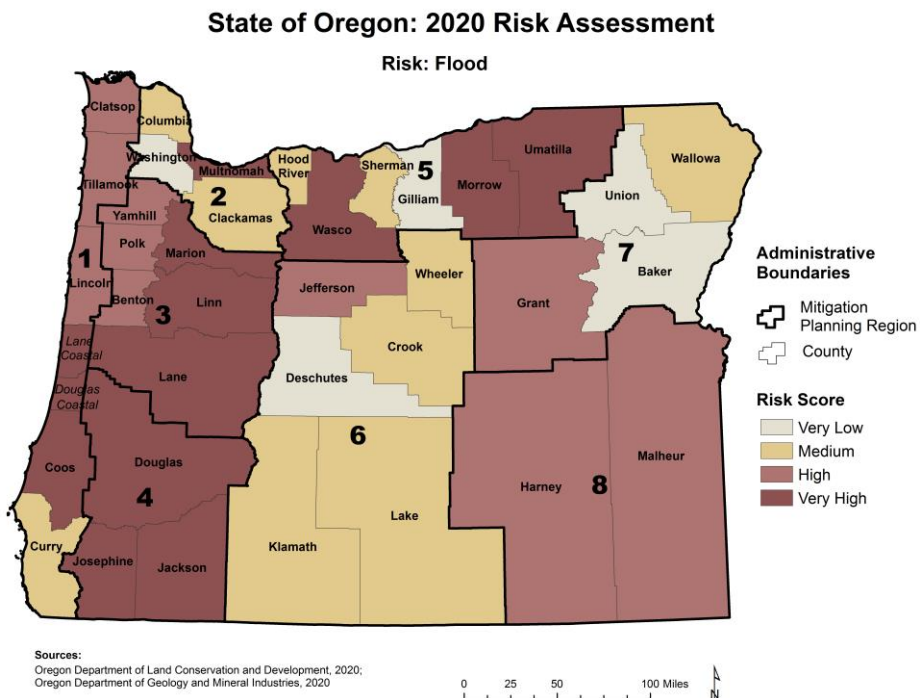 State of Oregon: 2020 Risk Assessment
Risk: Flood
Clatsop
Columbia
Washington
Multnomah
Hood
River
Sherman
5
Gilliam
Morrow
Umatilla
Wallowa
Union
Tillamook
2
Clackamas
Wasco
Yamhill
Polk
Marion
1
Lincoln
Benton
3
Linn
Jefferson
Wheeler
Grant
7
Baker
Lane
Coastal
Lane
Deschutes
Crook
Douglas
Coastal
Coos
Douglas
4
6
Lake
Klamath
Harney
8
Malheur
Curry
Josephine
Jackson
Administrative
Boundaries
Mitigation
Planning Region
County
Risk Score
Very Low
Medium
High
Very High
Sources:
Oregon Department of Land Conservation and Development, 2020;
Oregon Department of Geology and Mineral Industries, 2020
0 25 50 100 Miles
N